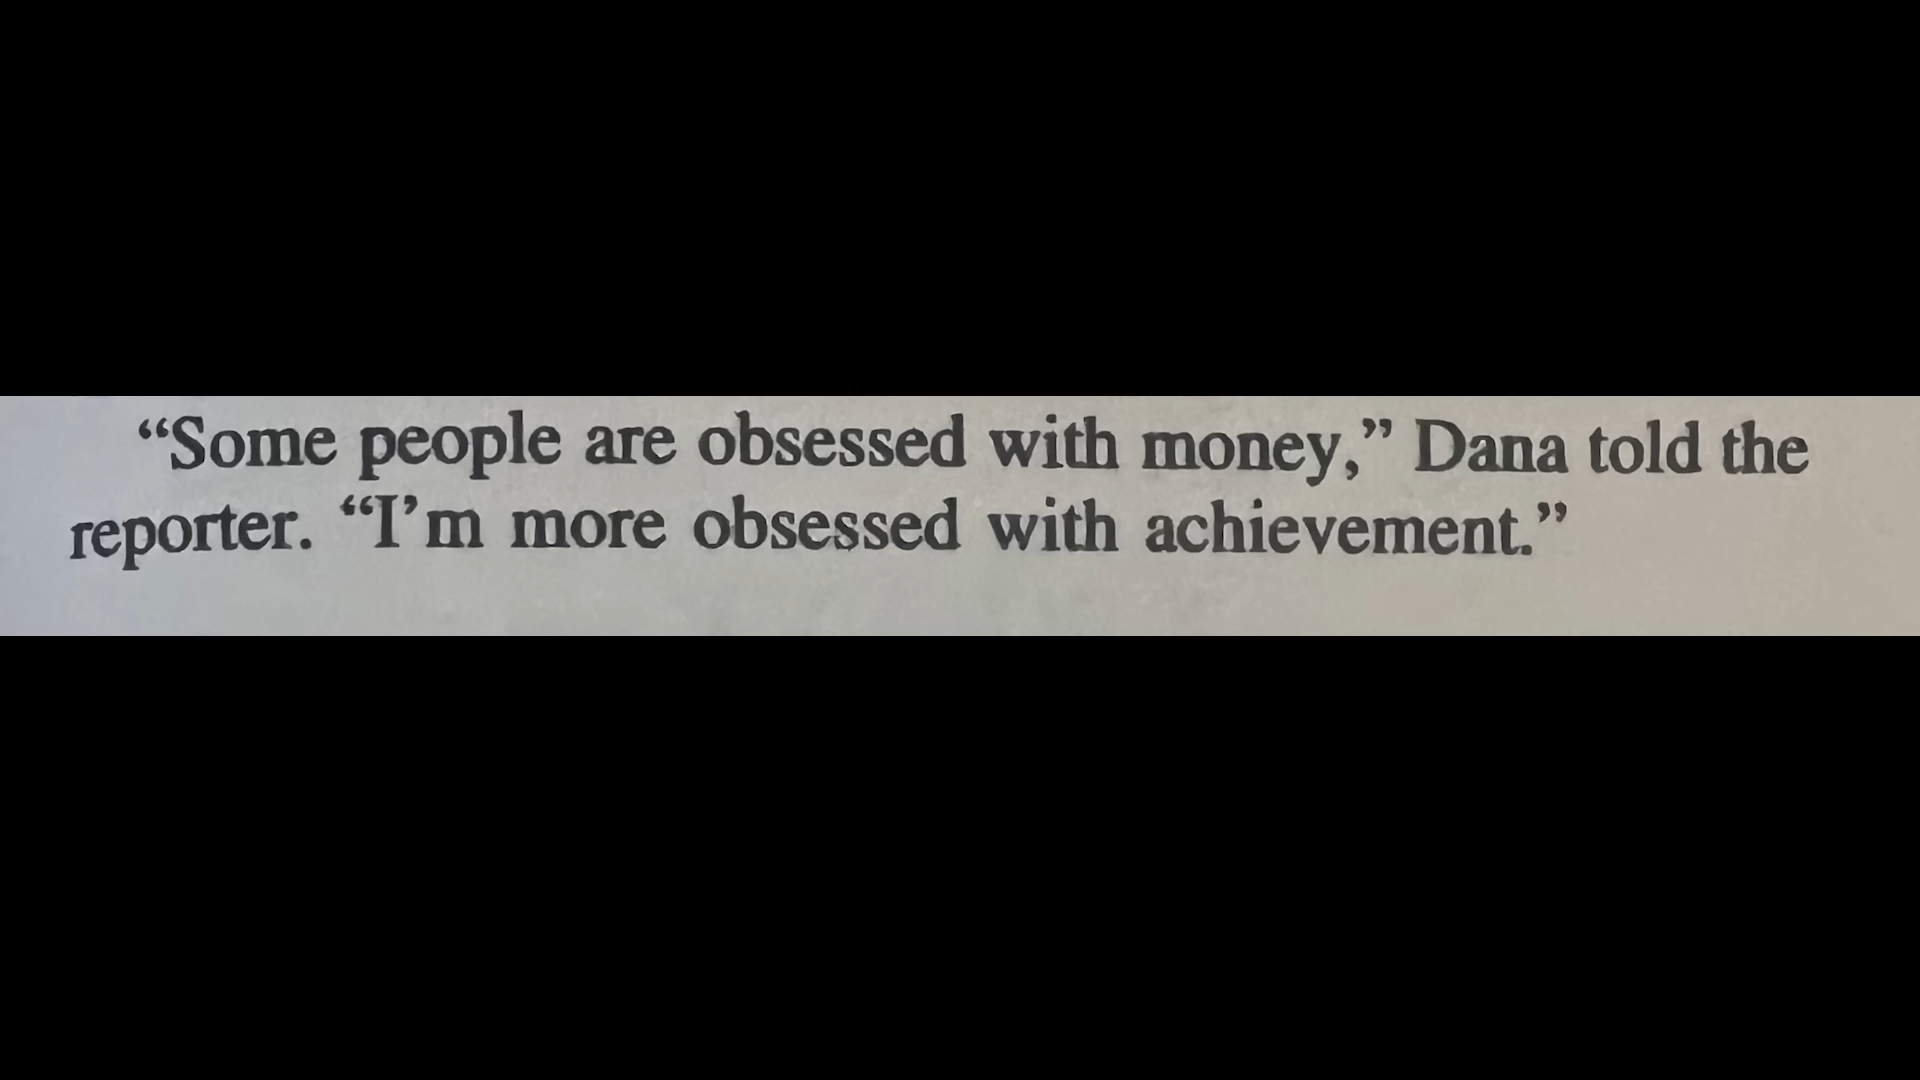 “Some people are obsessed with money,” Dana told the
reporter. “I’m more obsessed with achievement.”